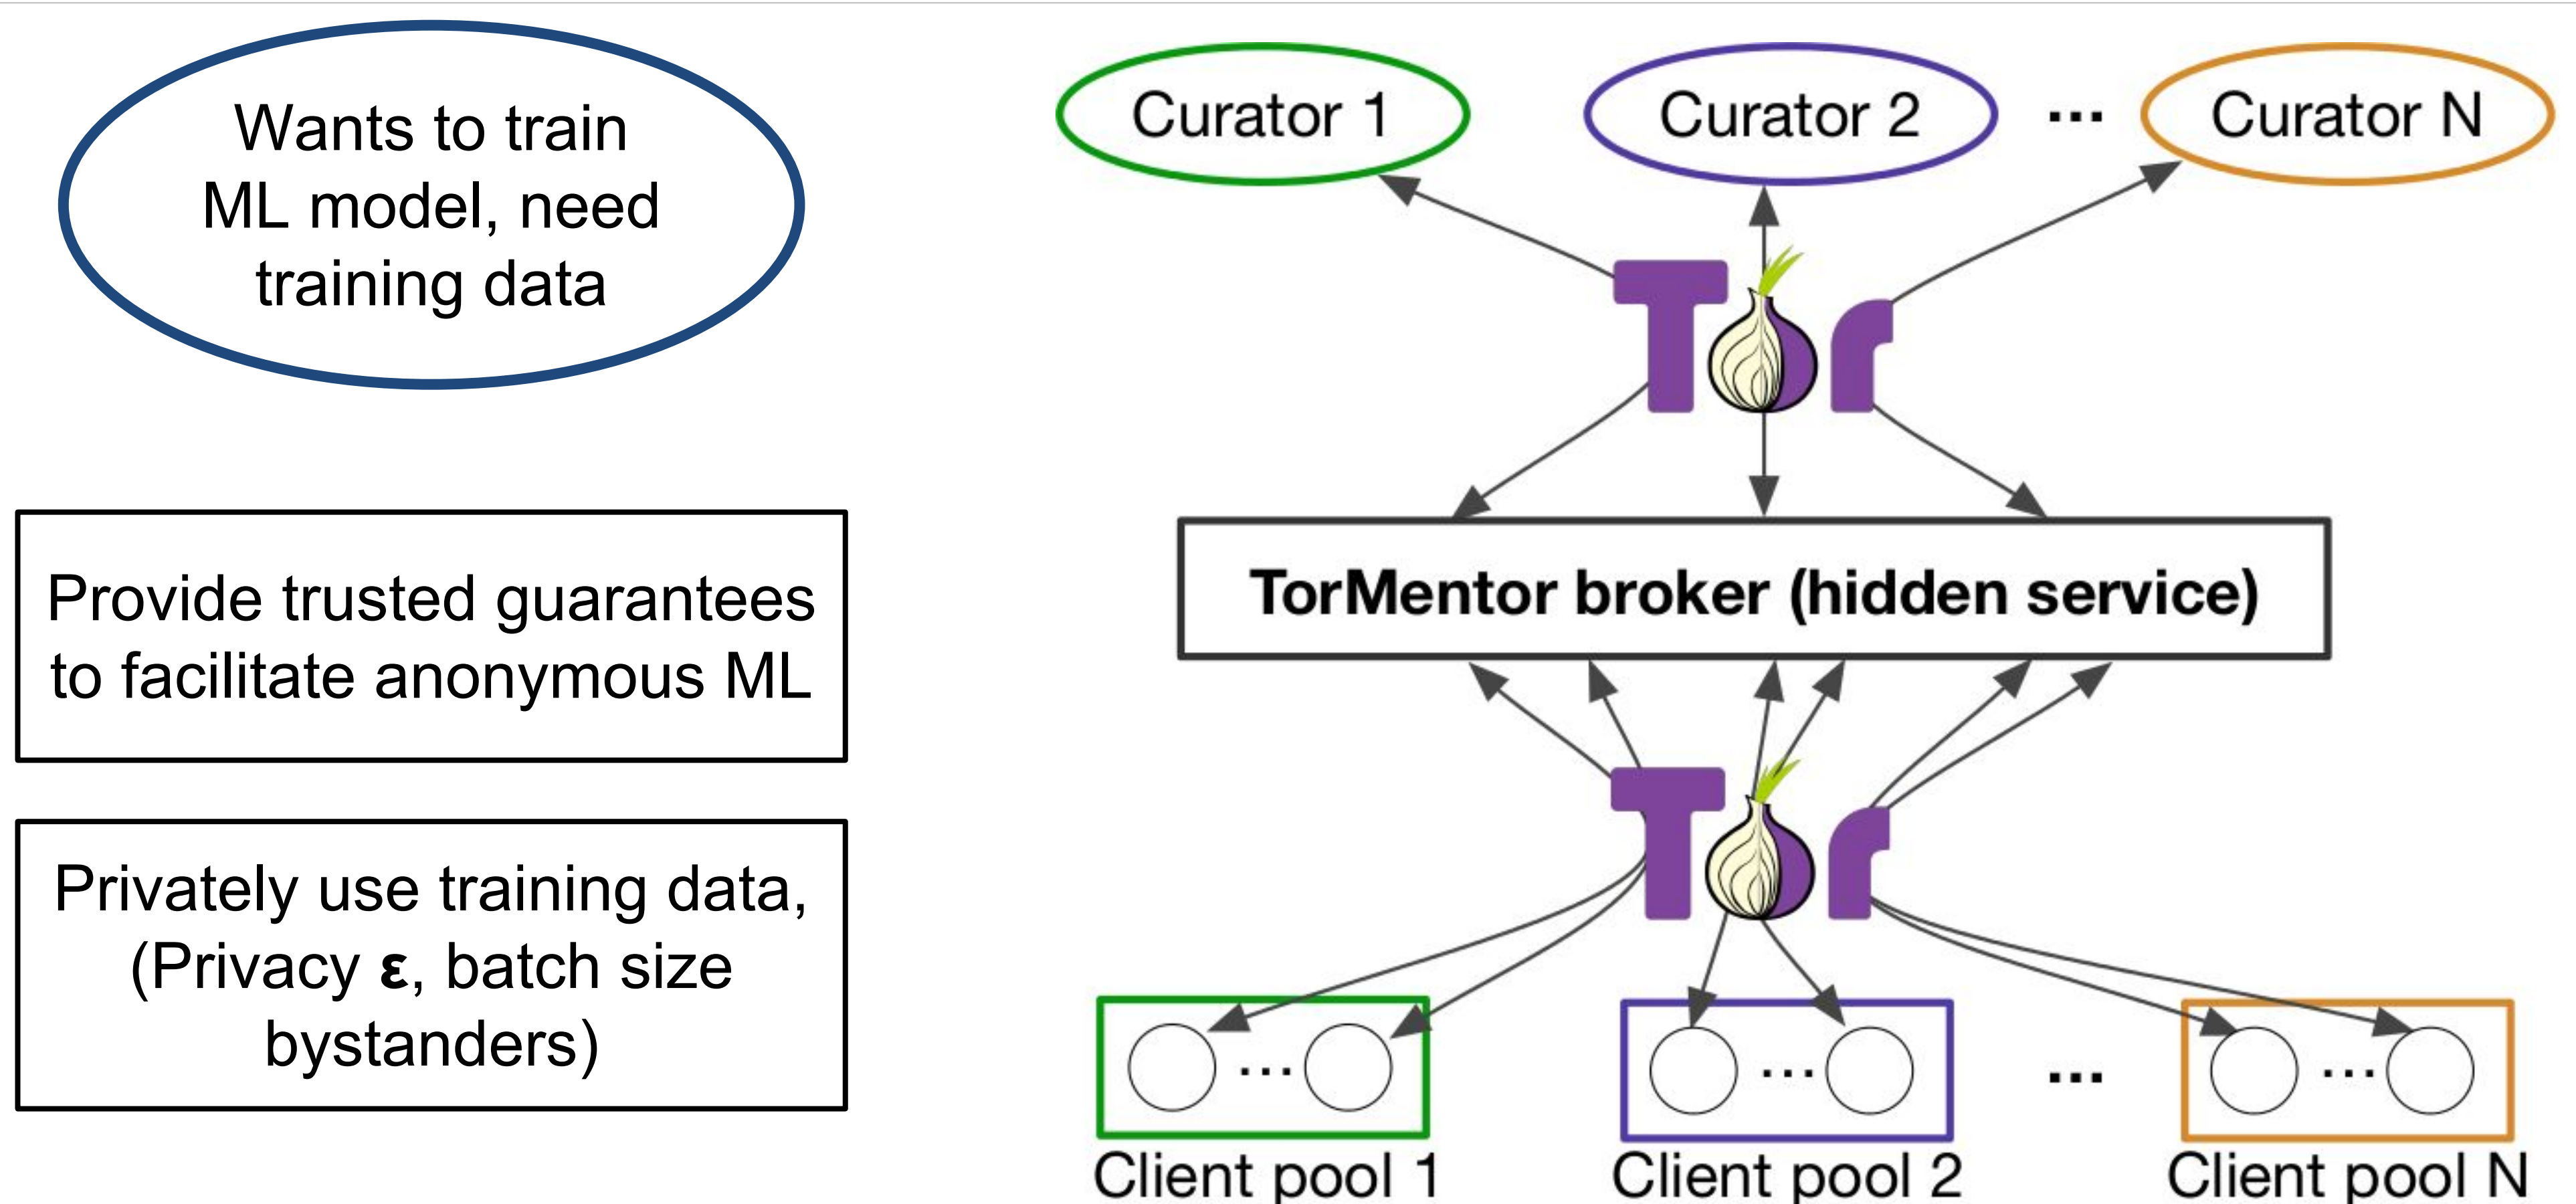 Wants to train
ML model, need
training data
Provide trusted guarantees
to facilitate anonymous ML
Privately use training data,
(Privacy ε, batch size
bystanders)
Curator 1
Curator 2
...
Curator N
Tor
TorMentor broker (hidden service)
Tor
...
...
...
...
Client pool 1
Client pool 2
Client pool N